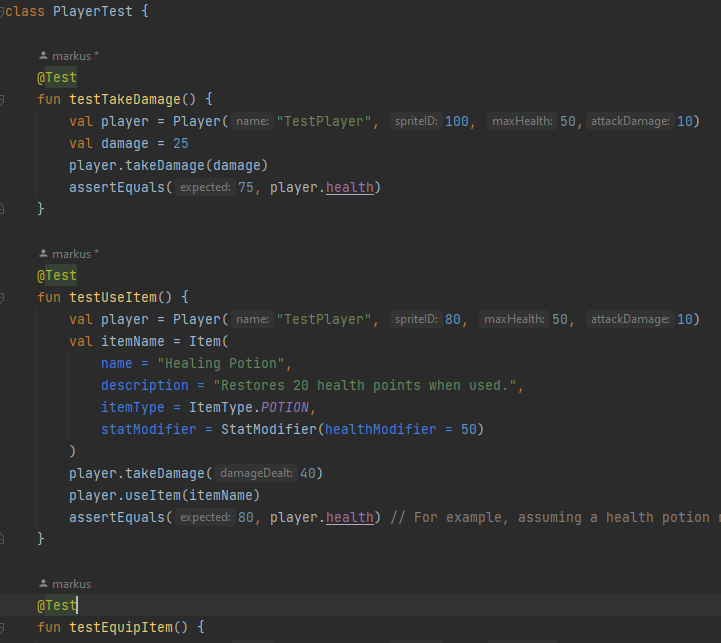 class PlayerTest {
markus *
@Test
fun testTakeDamage() {
val player = Player( name: "TestPlayer", spriteID: 100, maxHealth: 50, attackDamage: 10)
val damage = 25
player.takeDamage(damage)
assertEquals( expected: 75, player.health)
}
markus *
@Test
fun testUseItem() {
val player = Player( name: "TestPlayer", spriteID: 80, maxHealth: 50, attackDamage: 10)
val itemName = Item(
name = "Healing Potion",
description = "Restores 20 health points when used.",
itemType = ItemType.POTION,
statModifier = StatModifier(healthModifier = 50)
)
player.takeDamage( damageDealt: 40)
player.useItem(itemName)
assertEquals( expected: 80, player.health) // For example, assuming a health potion
}
markus
@Test
fun testEquipItem() {